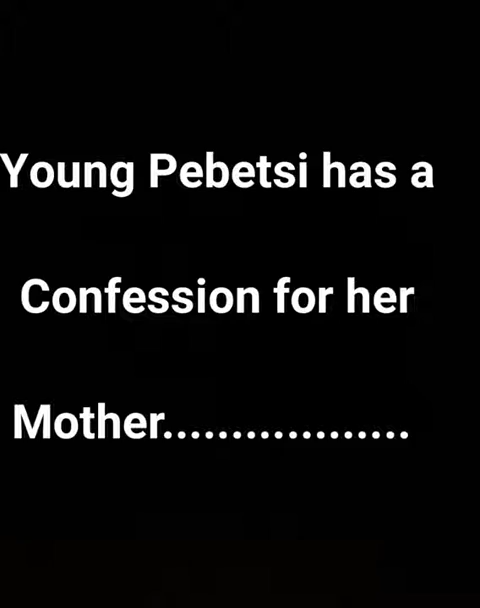 Young Pebetsi has a
Confession for her
Mother..................